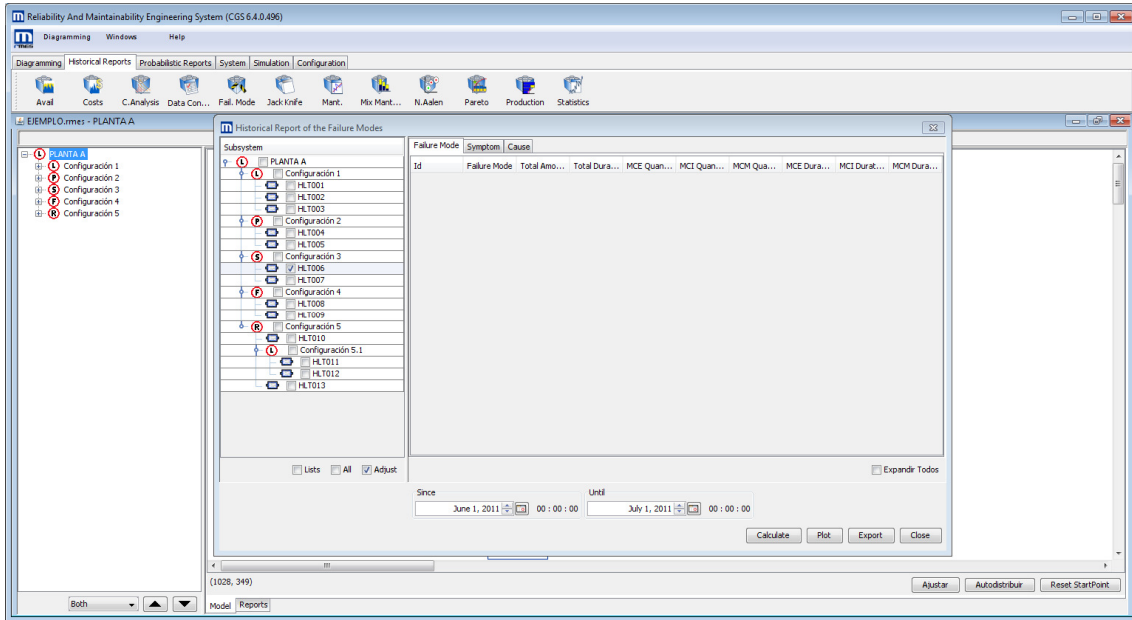 Reliability And Maintainability Engineering System (CGS 6.4.0.496)
Diagramming Windows Help
Diagramming Historical Reports Probabilistic Reports System Simulation Configuration
Avail Costs C.Analysis Data Con... Fail. Mode Jack Knife Mant. Mix Mant... N.Aalen Pareto Production Statistics
EJEMPLO.rmes - PLANTA A
L PLANTA A
L Configuración 1
P Configuración 2
S Configuración 3
F Configuración 4
R Configuración 5
Historical Report of the Failure Modes
Subsystem
L PLANTA A
L Configuración 1
HLT001
HLT002
HLT003
P Configuración 2
HLT004
HLT005
S Configuración 3
HLT006
HLT007
F Configuración 4
HLT008
HLT009
R Configuración 5
HLT010
L Configuración 5.1
HLT011
HLT012
HLT013
Lists All Adjust
Failure Mode Symptom Cause
Id Failure Mode Total Amo... Total Dura... MCE Quan... MCI Quan... MCM Qua... MCE Dura... MCI Durat... MCM Dura...
Expandir Todos
Since Until
June 1, 2011 00 : 00 : 00 July 1, 2011 00 : 00 : 00
Calculate Plot Export Close
(1028, 349)
Ajustar Autodistribuir Reset StartPoint
Both
Model Reports